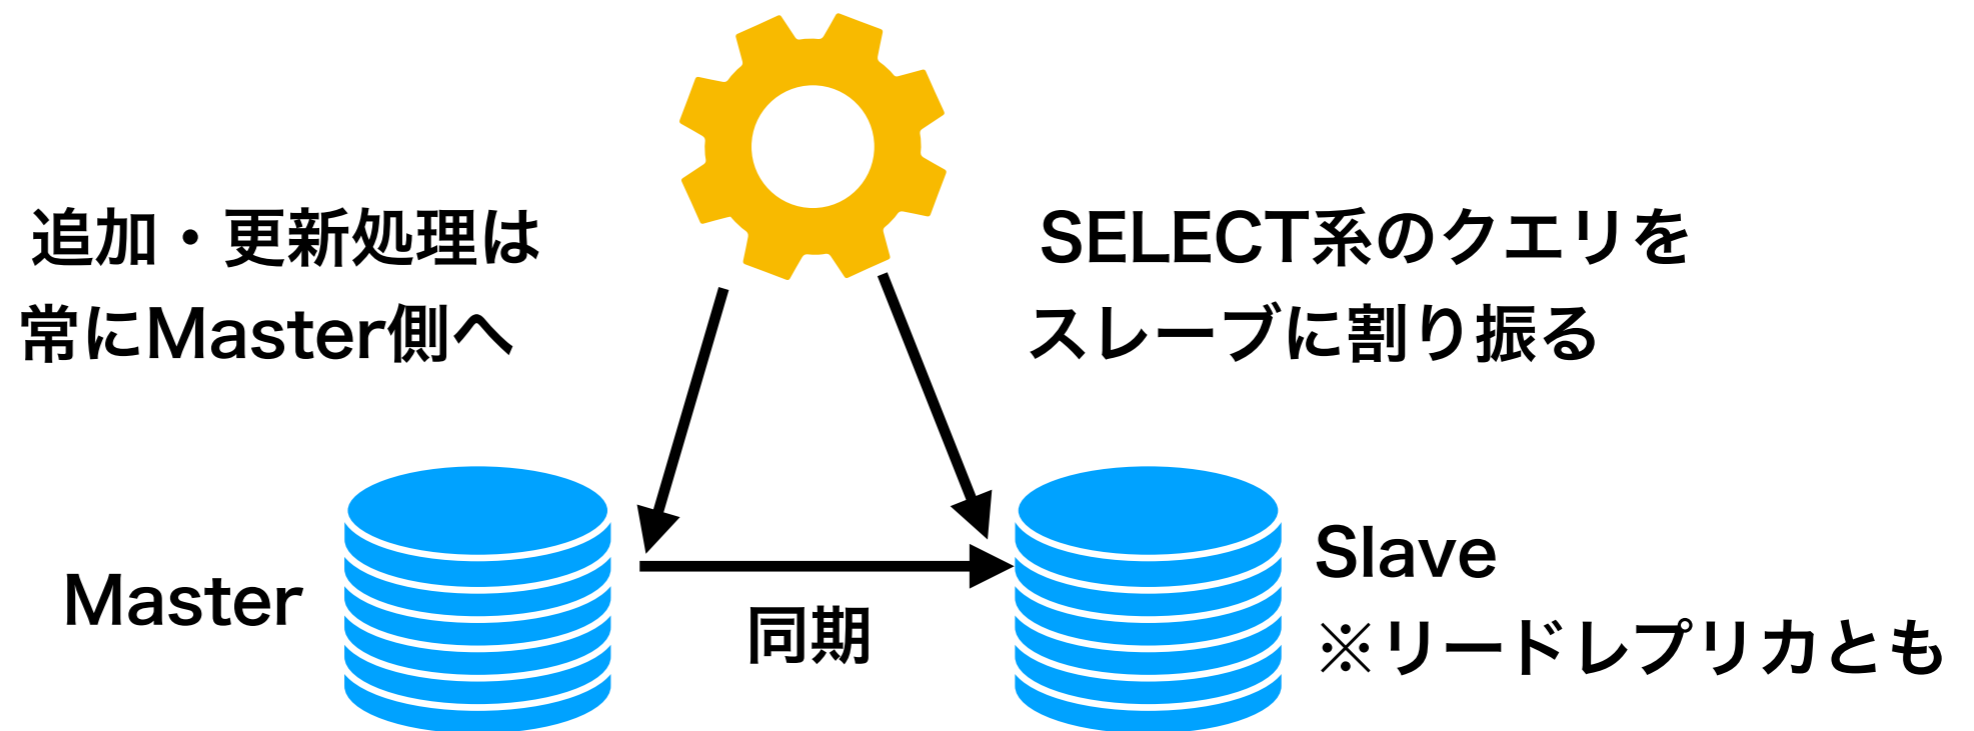 追加・更新処理は
常にMaster側へ
SELECT系のクエリを
スレーブに割り振る
Master
同期
Slave
※リードレプリカとも